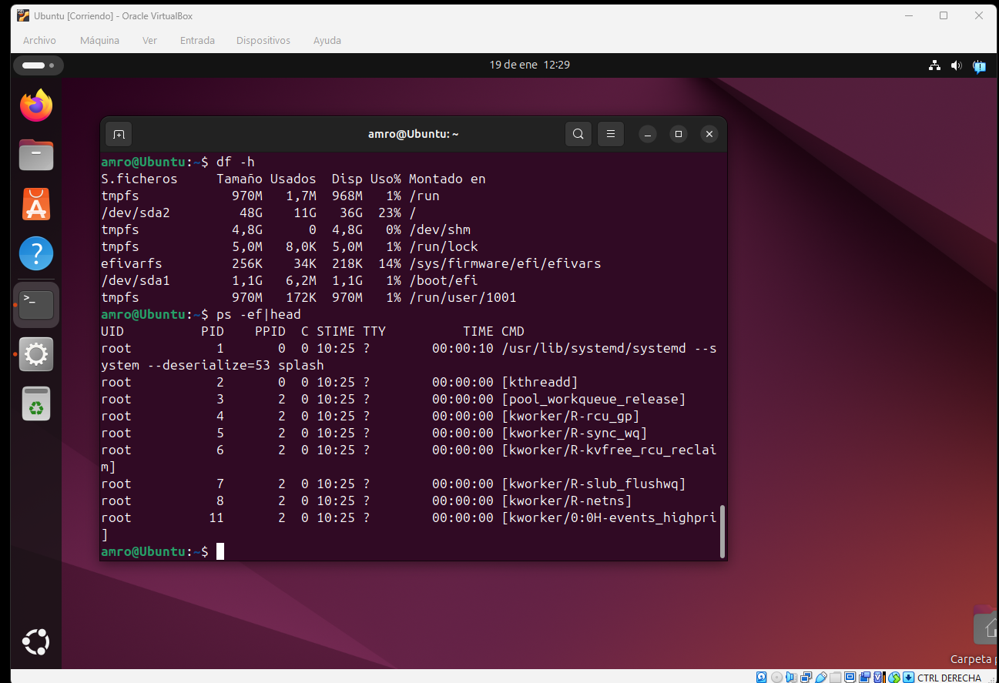 Ubuntu [Corriendo] - Oracle VirtualBox
Archivo Máquina Ver Entrada Dispositivos Ayuda
19 de ene 12:29
amro@Ubuntu: ~
amro@Ubuntu:~$ df -h
S.ficheros     Tamaño Usados  Disp Uso% Montado en
tmpfs            970M   1,7M  968M   1% /run
/dev/sda2         48G    11G   36G  23% /
tmpfs            4,8G      0  4,8G   0% /dev/shm
tmpfs            5,0M   8,0K  5,0M   1% /run/lock
efivarfs         256K    34K  218K  14% /sys/firmware/efi/efivars
/dev/sda1        1,1G   6,2M  1,1G   1% /boot/efi
tmpfs            970M   172K  970M   1% /run/user/1001
amro@Ubuntu:~$ ps -ef|head
UID          PID    PPID  C STIME TTY          TIME CMD
root           1       0  0 10:25 ?        00:00:10 /usr/lib/systemd/systemd --s
ystem --deserialize=53 splash
root           2       0  0 10:25 ?        00:00:00 [kthreadd]
root           3       2  0 10:25 ?        00:00:00 [pool_workqueue_release]
root           4       2  0 10:25 ?        00:00:00 [kworker/R-rcu_gp]
root           5       2  0 10:25 ?        00:00:00 [kworker/R-sync_wq]
root           6       2  0 10:25 ?        00:00:00 [kworker/R-kvfree_rcu_reclai
m]
root           7       2  0 10:25 ?        00:00:00 [kworker/R-slub_flushwq]
root           8       2  0 10:25 ?        00:00:00 [kworker/R-netns]
root          11       2  0 10:25 ?        00:00:00 [kworker/0:0H-events_highpri
]
amro@Ubuntu:~$
Carpeta
CTRL DERECHA